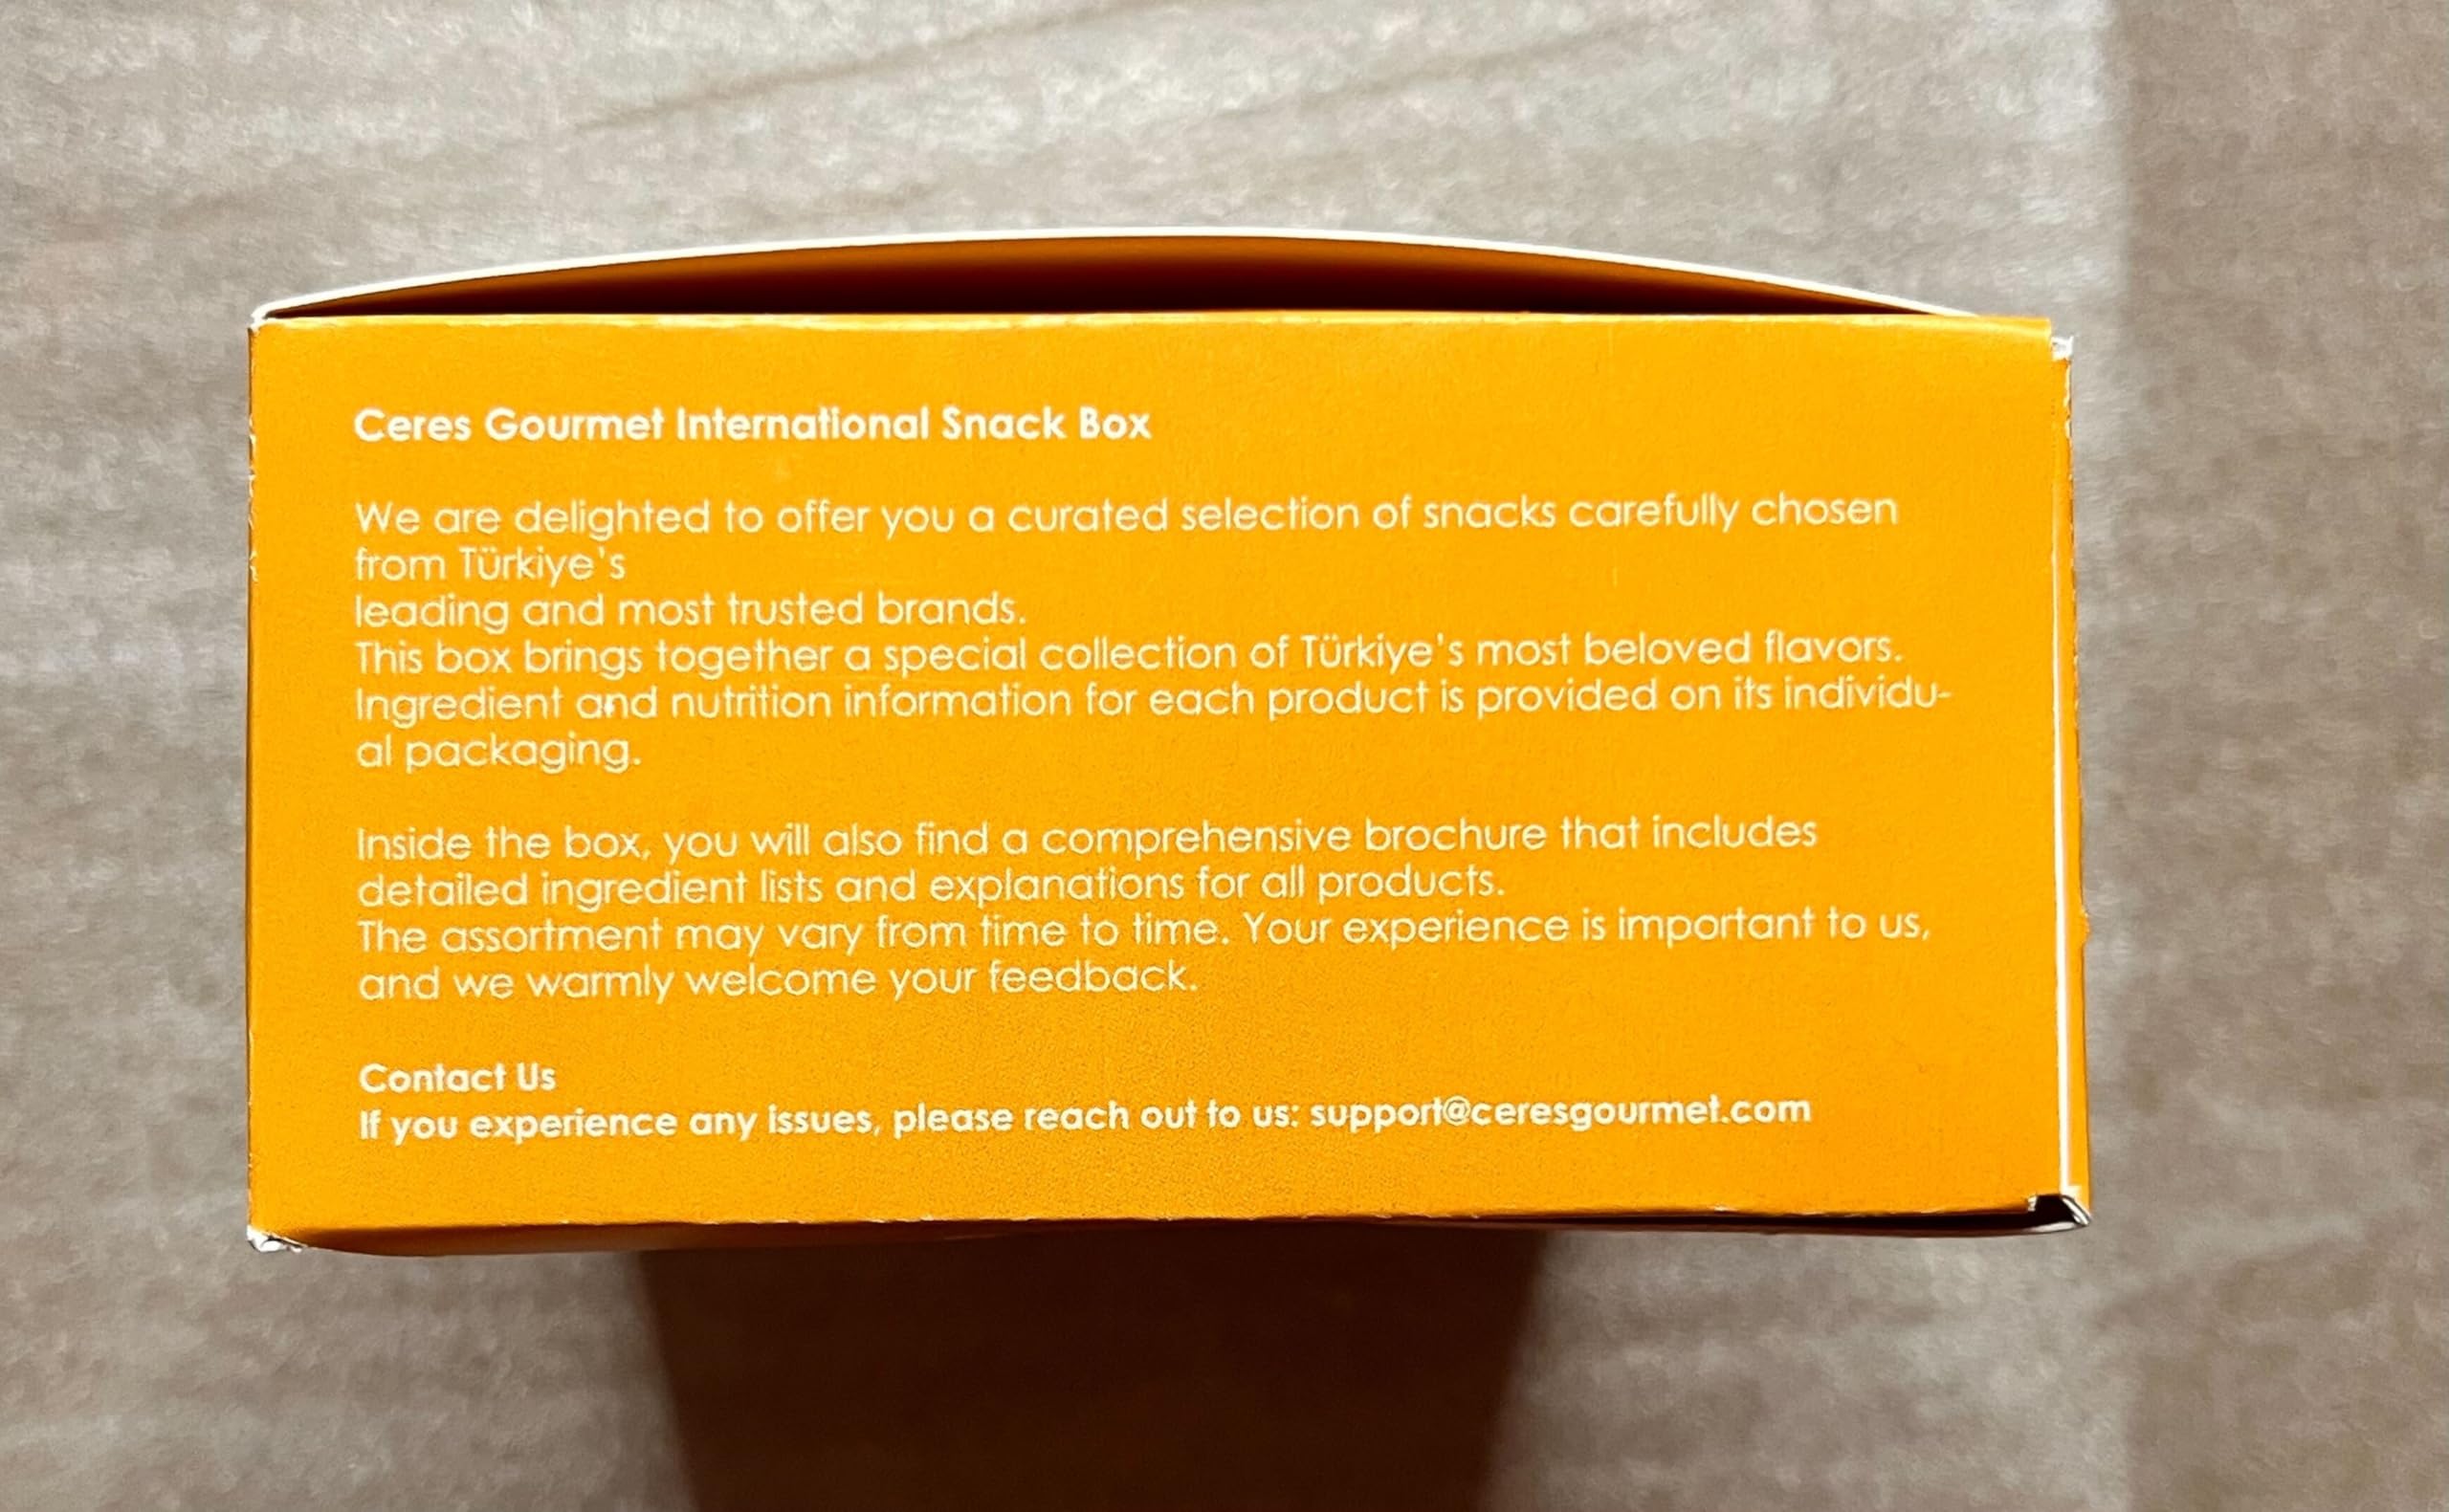 Ceres Gourmet International Snack Box
We are delighted to offer you a curated selection of snacks carefully chosen
from Türkiye's
leading and most trusted brands.
This box brings together a special collection of Türkiye's most beloved flavors.
Ingredient and nutrition information for each product is provided on its individu-
al packaging.
Inside the box, you will also find a comprehensive brochure that includes
detailed ingredient lists and explanations for all products.
The assortment may vary from time to time. Your experience is important to us,
and we warmly welcome your feedback.
Contact Us
If you experience any issues, please reach out to us: support@ceresgourmet.com